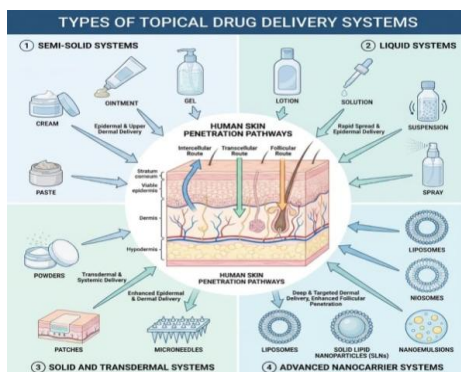 TYPES OF TOPICAL DRUG DELIVERY SYSTEMS
1 SEMI-SOLID SYSTEMS
OINTMENT
GEL
CREAM
Epidermal & Upper
Dermal Delivery
PASTE
2 LIQUID SYSTEMS
LOTION
SOLUTION
SUSPENSION
Rapid Spread &
Epidermal Delivery
SPRAY
HUMAN SKIN
PENETRATION PATHWAYS
Intercellular
Route
Transcellular
Route
Follicular
Route
Stratum
corneum
Viable
epidermis
Dermis
Hypodermis
HUMAN SKIN
PENETRATION PATHWAYS
POWDERS
Transdermal &
Systemic Delivery
Enhanced Epidermal
& Dermal Delivery
PATCHES
MICRONEEDLES
3 SOLID AND TRANSDERMAL SYSTEMS
LIPOSOMES
NIOSOMES
Deep & Targeted Dermal
Delivery, Enhanced Follicular
Penetration
LIPOSOMES
SOLID LIPID
NANOPARTICLES (SLNs)
NANOEMULSIONS
4 ADVANCED NANOCARRIER SYSTEMS